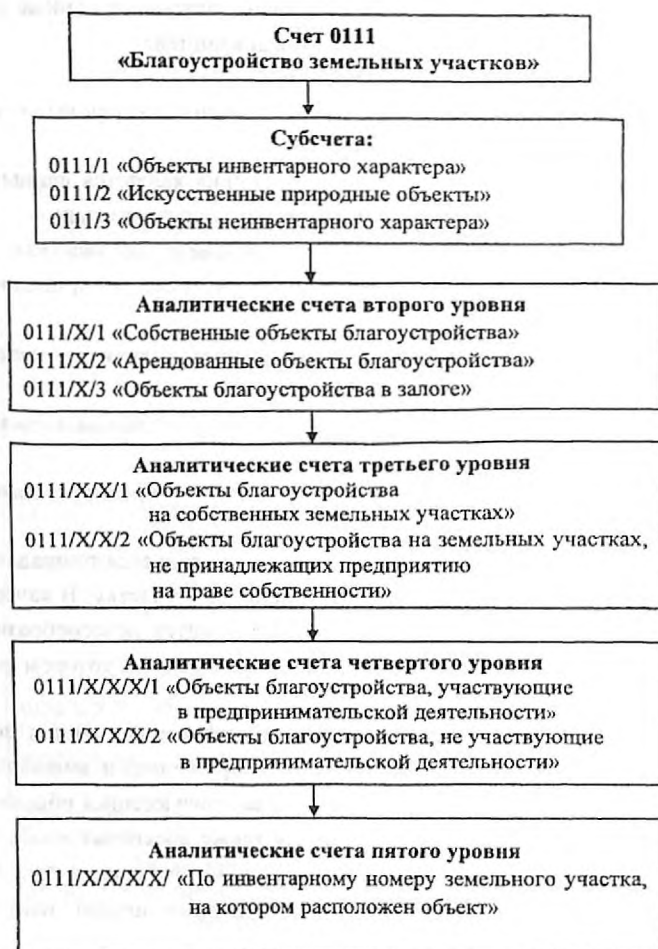 Счет 0111
«Благоустройство земельных участков»
Субсчета:
0111/1 «Объекты инвентарного характера»
0111/2 «Искусственные природные объекты»
0111/3 «Объекты неинвентарного характера»
Аналитические счета второго уровня
0111/X/1 «Собственные объекты благоустройства»
0111/X/2 «Арендованные объекты благоустройства»
0111/X/3 «Объекты благоустройства в залоге»
Аналитические счета третьего уровня
0111/X/X/1 «Объекты благоустройства
на собственных земельных участках»
0111/X/X/2 «Объекты благоустройства на земельных участках,
не принадлежащих предприятию
на праве собственности»
Аналитические счета четвертого уровня
0111/X/X/X/1 «Объекты благоустройства, участвующие
в предпринимательской деятельности»
0111/X/X/X/2 «Объекты благоустройства, не участвующие
в предпринимательской деятельности»
Аналитические счета пятого уровня
0111/X/X/X/X/ «По инвентарному номеру земельного участка,
на котором расположен объект»